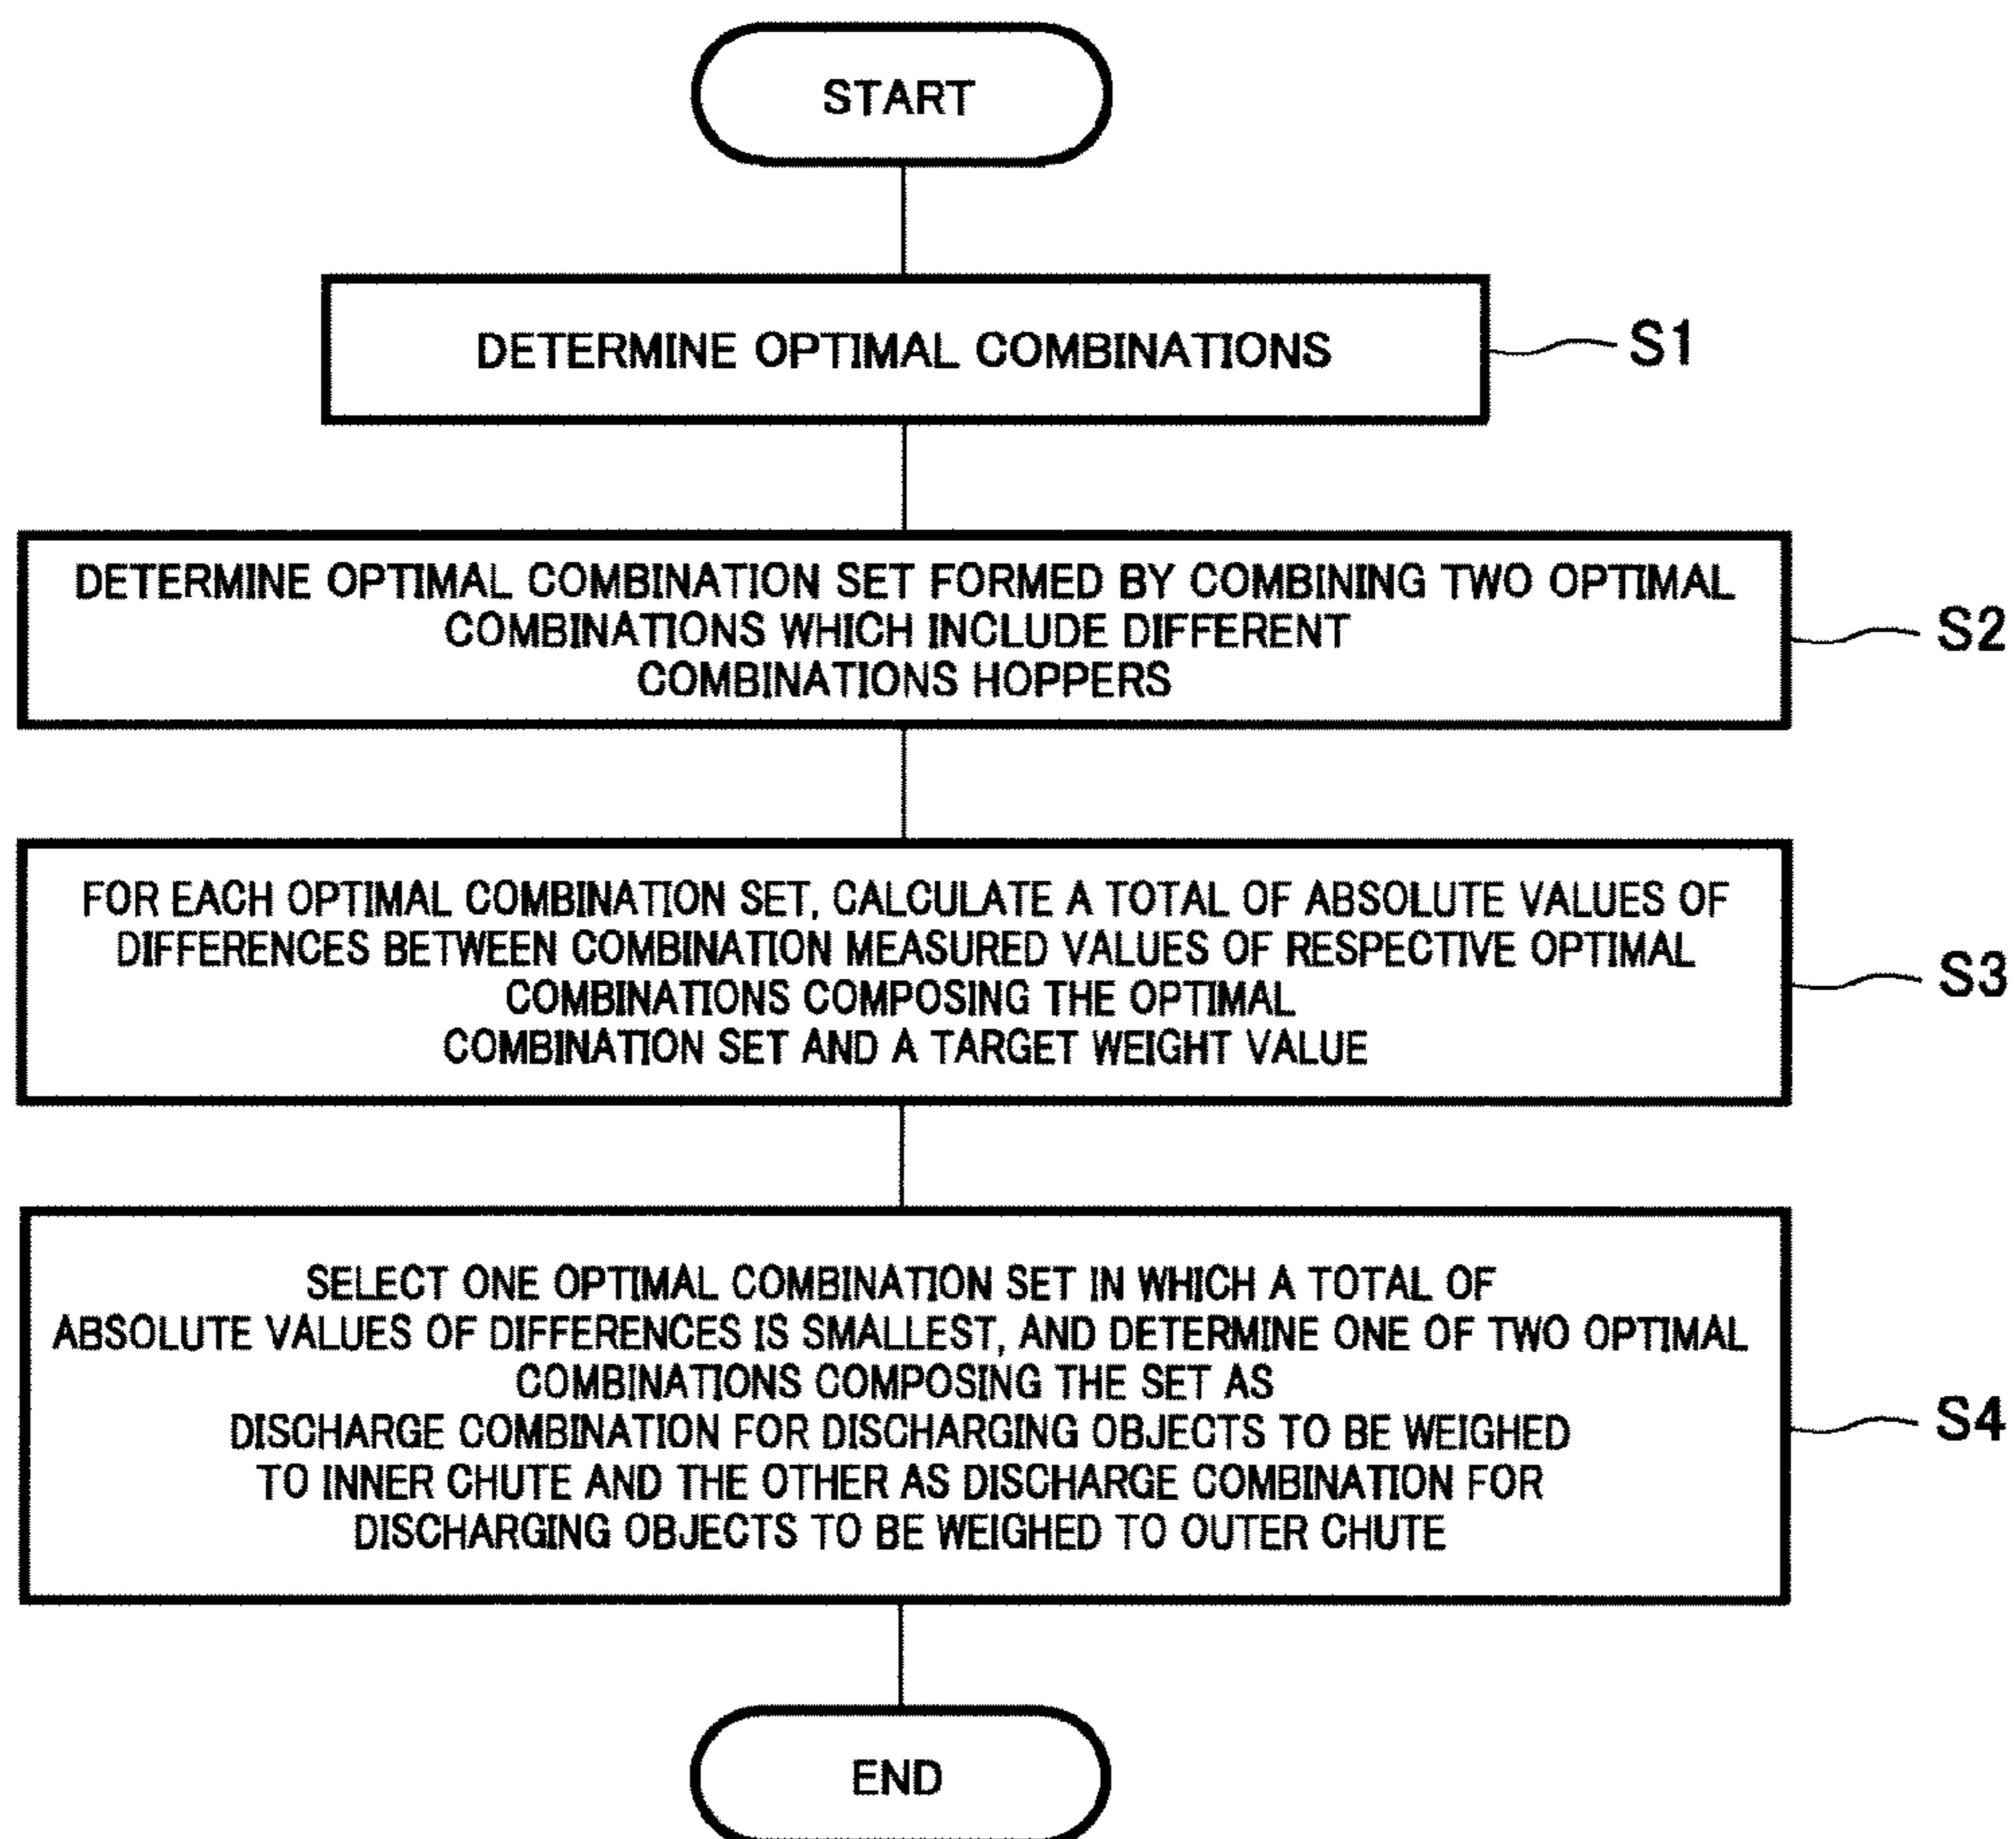 START
DETERMINE OPTIMAL COMBINATIONS
S1
DETERMINE OPTIMAL COMBINATION SET FORMED BY COMBINING TWO OPTIMAL
COMBINATIONS WHICH INCLUDE DIFFERENT
COMBINATIONS HOPPERS
S2
FOR EACH OPTIMAL COMBINATION SET, CALCULATE A TOTAL OF ABSOLUTE VALUES OF
DIFFERENCES BETWEEN COMBINATION MEASURED VALUES OF RESPECTIVE OPTIMAL
COMBINATIONS COMPOSING THE OPTIMAL
COMBINATION SET AND A TARGET WEIGHT VALUE
S3
SELECT ONE OPTIMAL COMBINATION SET IN WHICH A TOTAL OF
ABSOLUTE VALUES OF DIFFERENCES IS SMALLEST, AND DETERMINE ONE OF TWO OPTIMAL
COMBINATIONS COMPOSING THE SET AS
DISCHARGE COMBINATION FOR DISCHARGING OBJECTS TO BE WEIGHED
TO INNER CHUTE AND THE OTHER AS DISCHARGE COMBINATION FOR
DISCHARGING OBJECTS TO BE WEIGHED TO OUTER CHUTE
S4
END